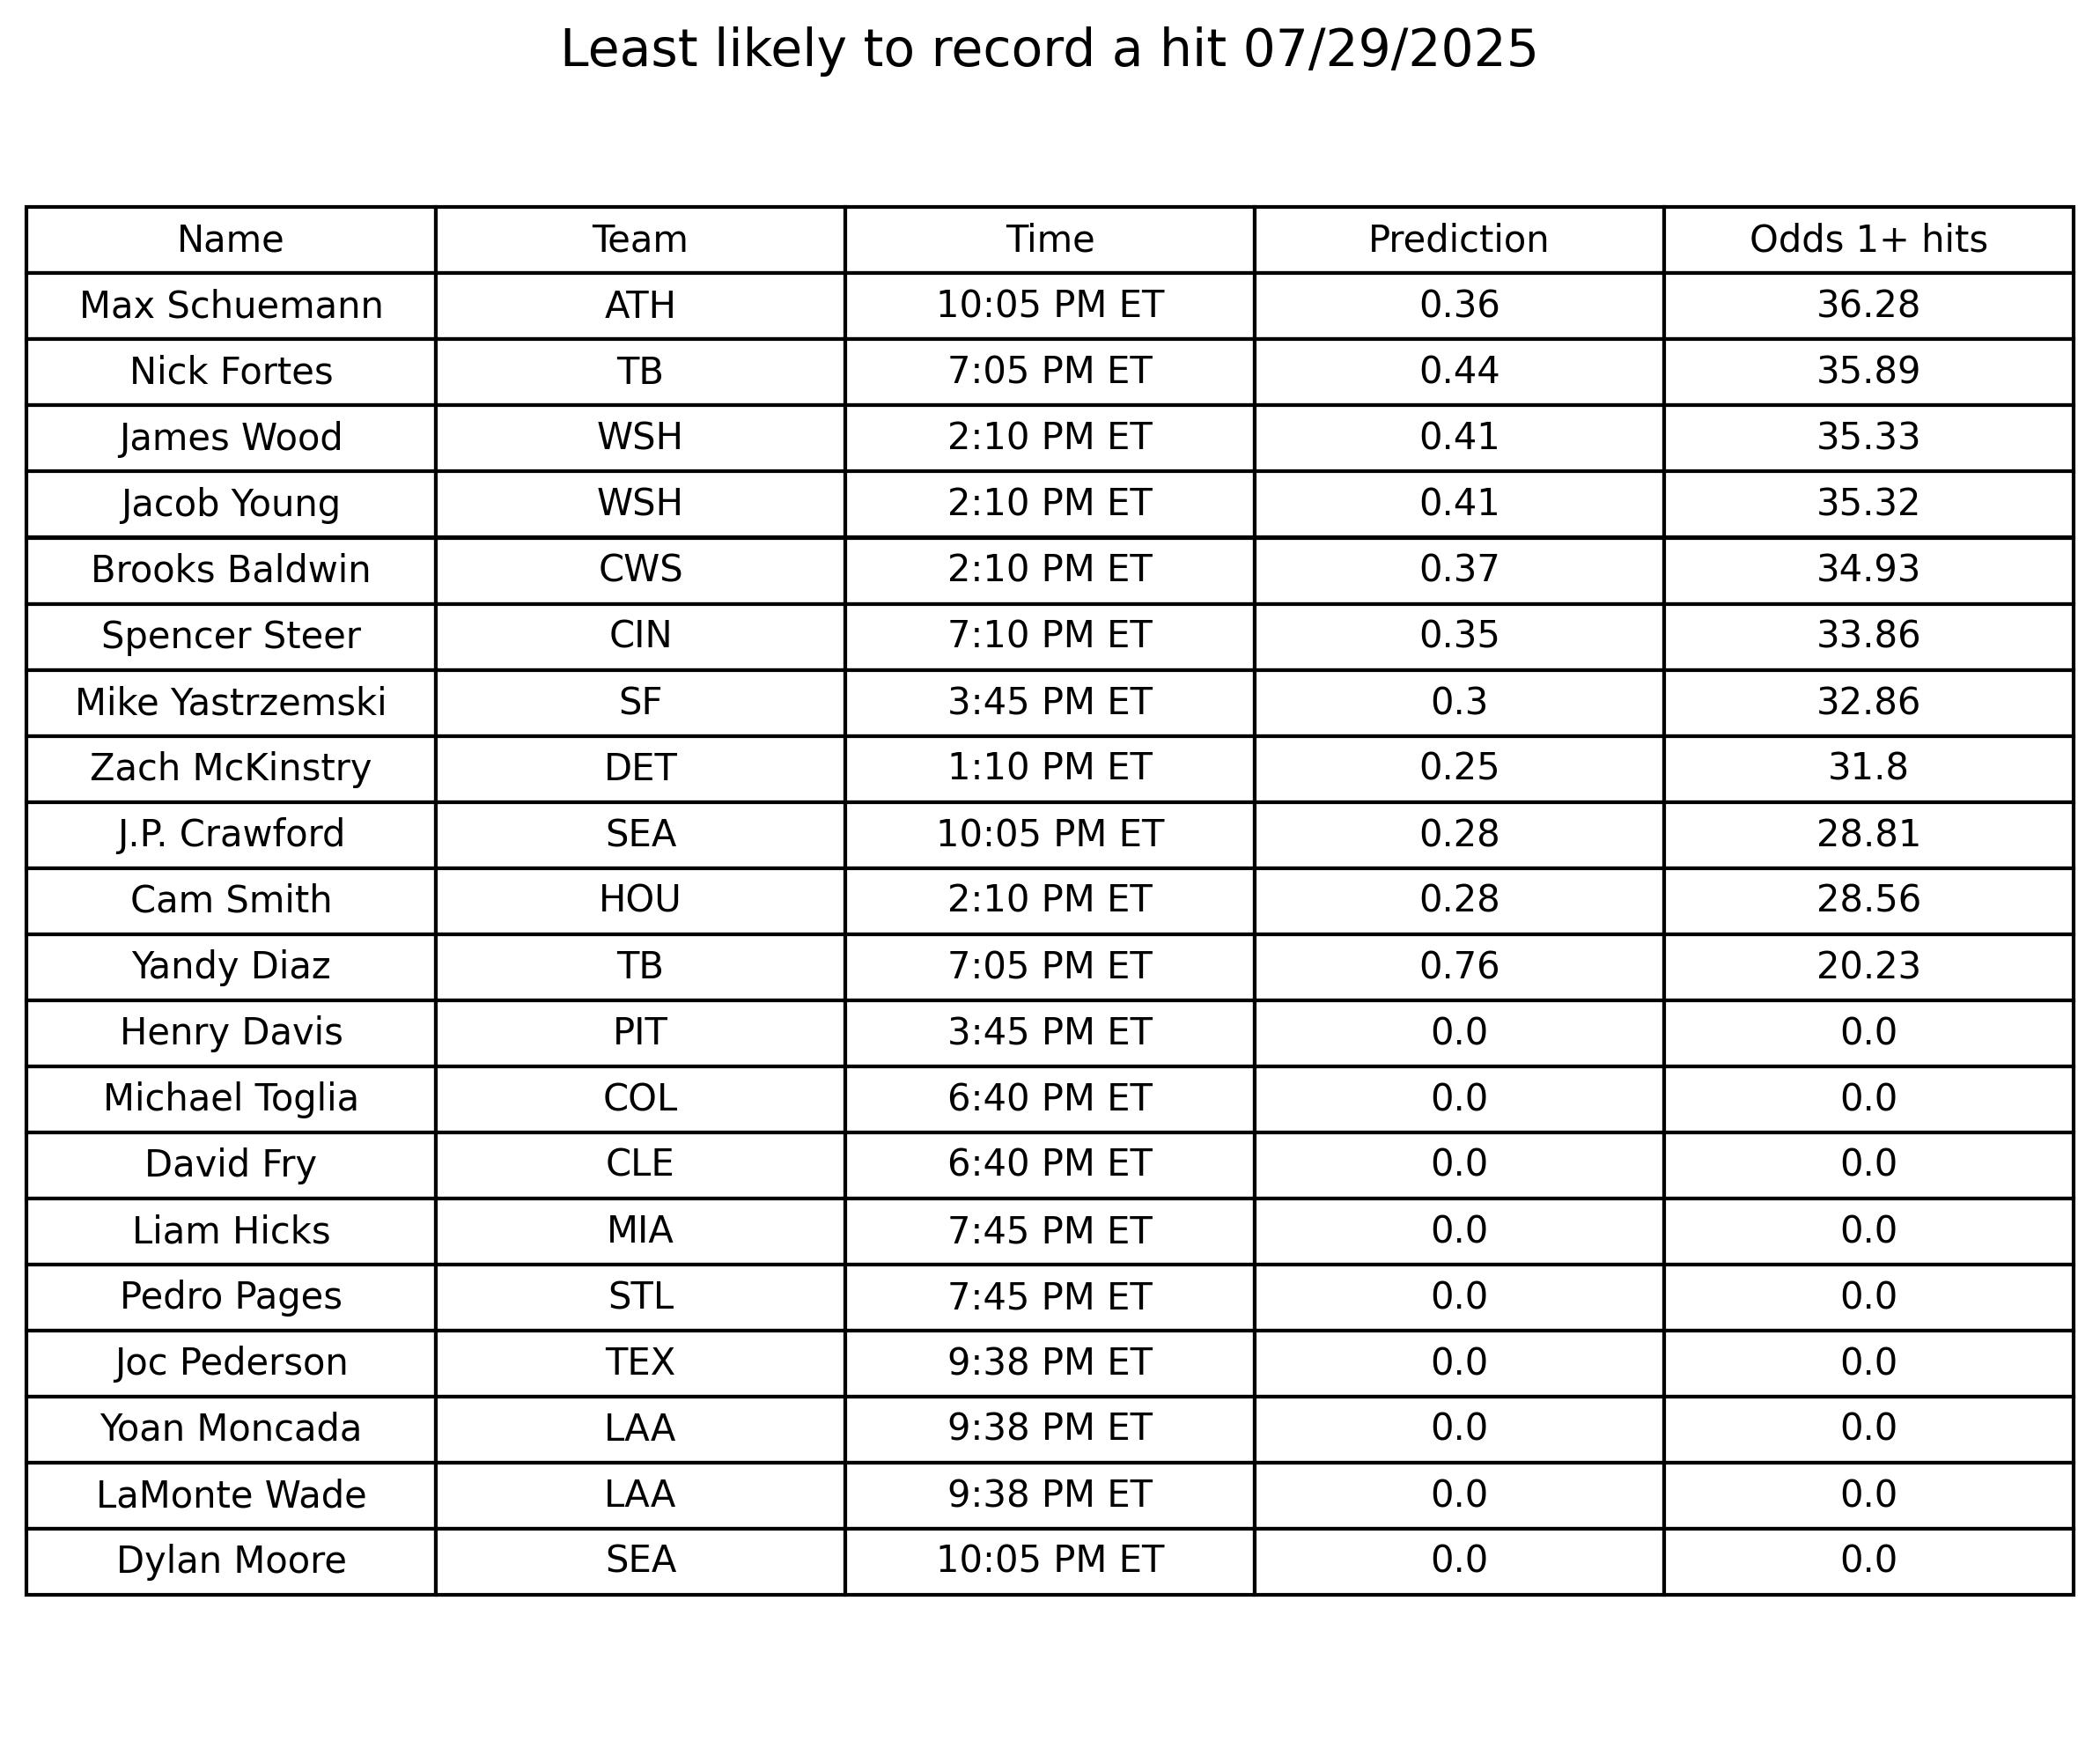 Least likely to record a hit 07/29/2025
Name Team Time Prediction Odds 1+ hits
Max Schuemann ATH 10:05 PM ET 0.36 36.28
Nick Fortes TB 7:05 PM ET 0.44 35.89
James Wood WSH 2:10 PM ET 0.41 35.33
Jacob Young WSH 2:10 PM ET 0.41 35.32
Brooks Baldwin CWS 2:10 PM ET 0.37 34.93
Spencer Steer CIN 7:10 PM ET 0.35 33.86
Mike Yastrzemski SF 3:45 PM ET 0.3 32.86
Zach McKinstry DET 1:10 PM ET 0.25 31.8
J.P. Crawford SEA 10:05 PM ET 0.28 28.81
Cam Smith HOU 2:10 PM ET 0.28 28.56
Yandy Diaz TB 7:05 PM ET 0.76 20.23
Henry Davis PIT 3:45 PM ET 0.0 0.0
Michael Toglia COL 6:40 PM ET 0.0 0.0
David Fry CLE 6:40 PM ET 0.0 0.0
Liam Hicks MIA 7:45 PM ET 0.0 0.0
Pedro Pages STL 7:45 PM ET 0.0 0.0
Joc Pederson TEX 9:38 PM ET 0.0 0.0
Yoan Moncada LAA 9:38 PM ET 0.0 0.0
LaMonte Wade LAA 9:38 PM ET 0.0 0.0
Dylan Moore SEA 10:05 PM ET 0.0 0.0